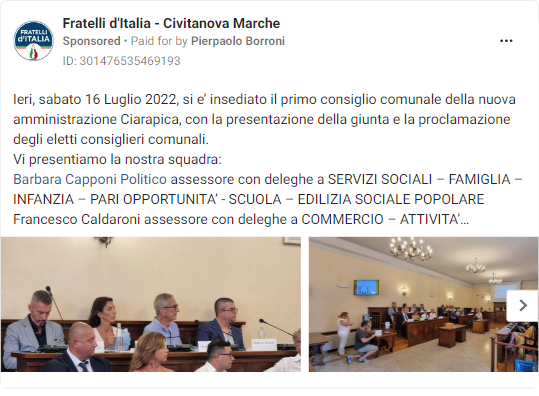 FRATELLI
d'ITALIA
Fratelli d'Italia - Civitanova Marche
Sponsored • Paid for by Pierpaolo Borroni
ID: 301476535469193
Ieri, sabato 16 Luglio 2022, si e' insediato il primo consiglio comunale della nuova
amministrazione Ciarapica, con la presentazione della giunta e la proclamazione
degli eletti consiglieri comunali.
Vi presentiamo la nostra squadra:
Barbara Capponi Politico assessore con deleghe a SERVIZI SOCIALI – FAMIGLIA –
INFANZIA – PARI OPPORTUNITA' - SCUOLA – EDILIZIA SOCIALE POPOLARE
Francesco Caldaroni assessore con deleghe a COMMERCIO – ATTIVITA'...